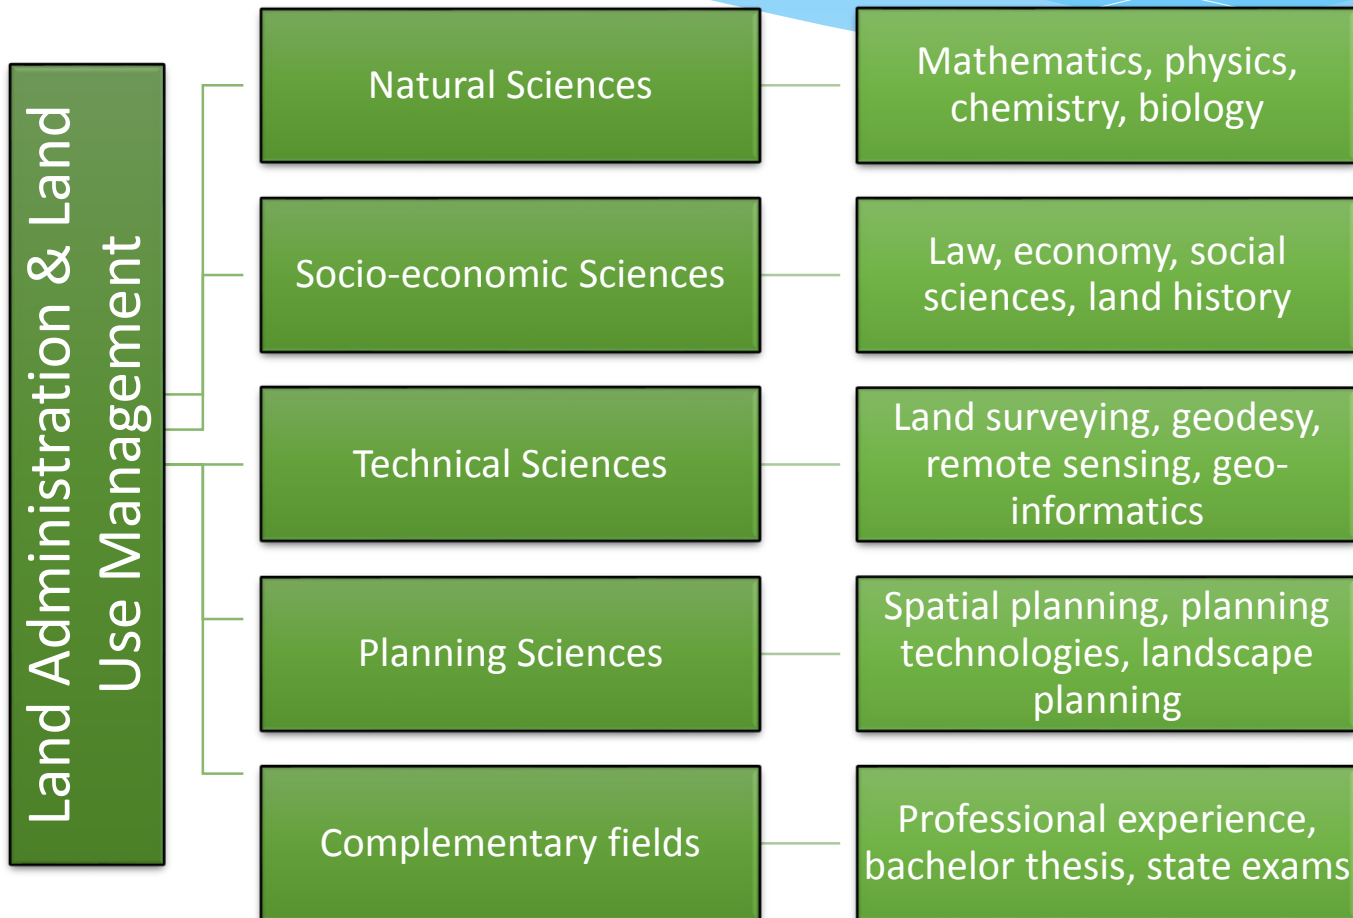 Land Administration & Land
Use Management
Natural Sciences
Mathematics, physics,
chemistry, biology
Socio-economic Sciences
Law, economy, social
sciences, land history
Technical Sciences
Land surveying, geodesy,
remote sensing, geo-
informatics
Planning Sciences
Spatial planning, planning
technologies, landscape
planning
Complementary fields
Professional experience,
bachelor thesis, state exams